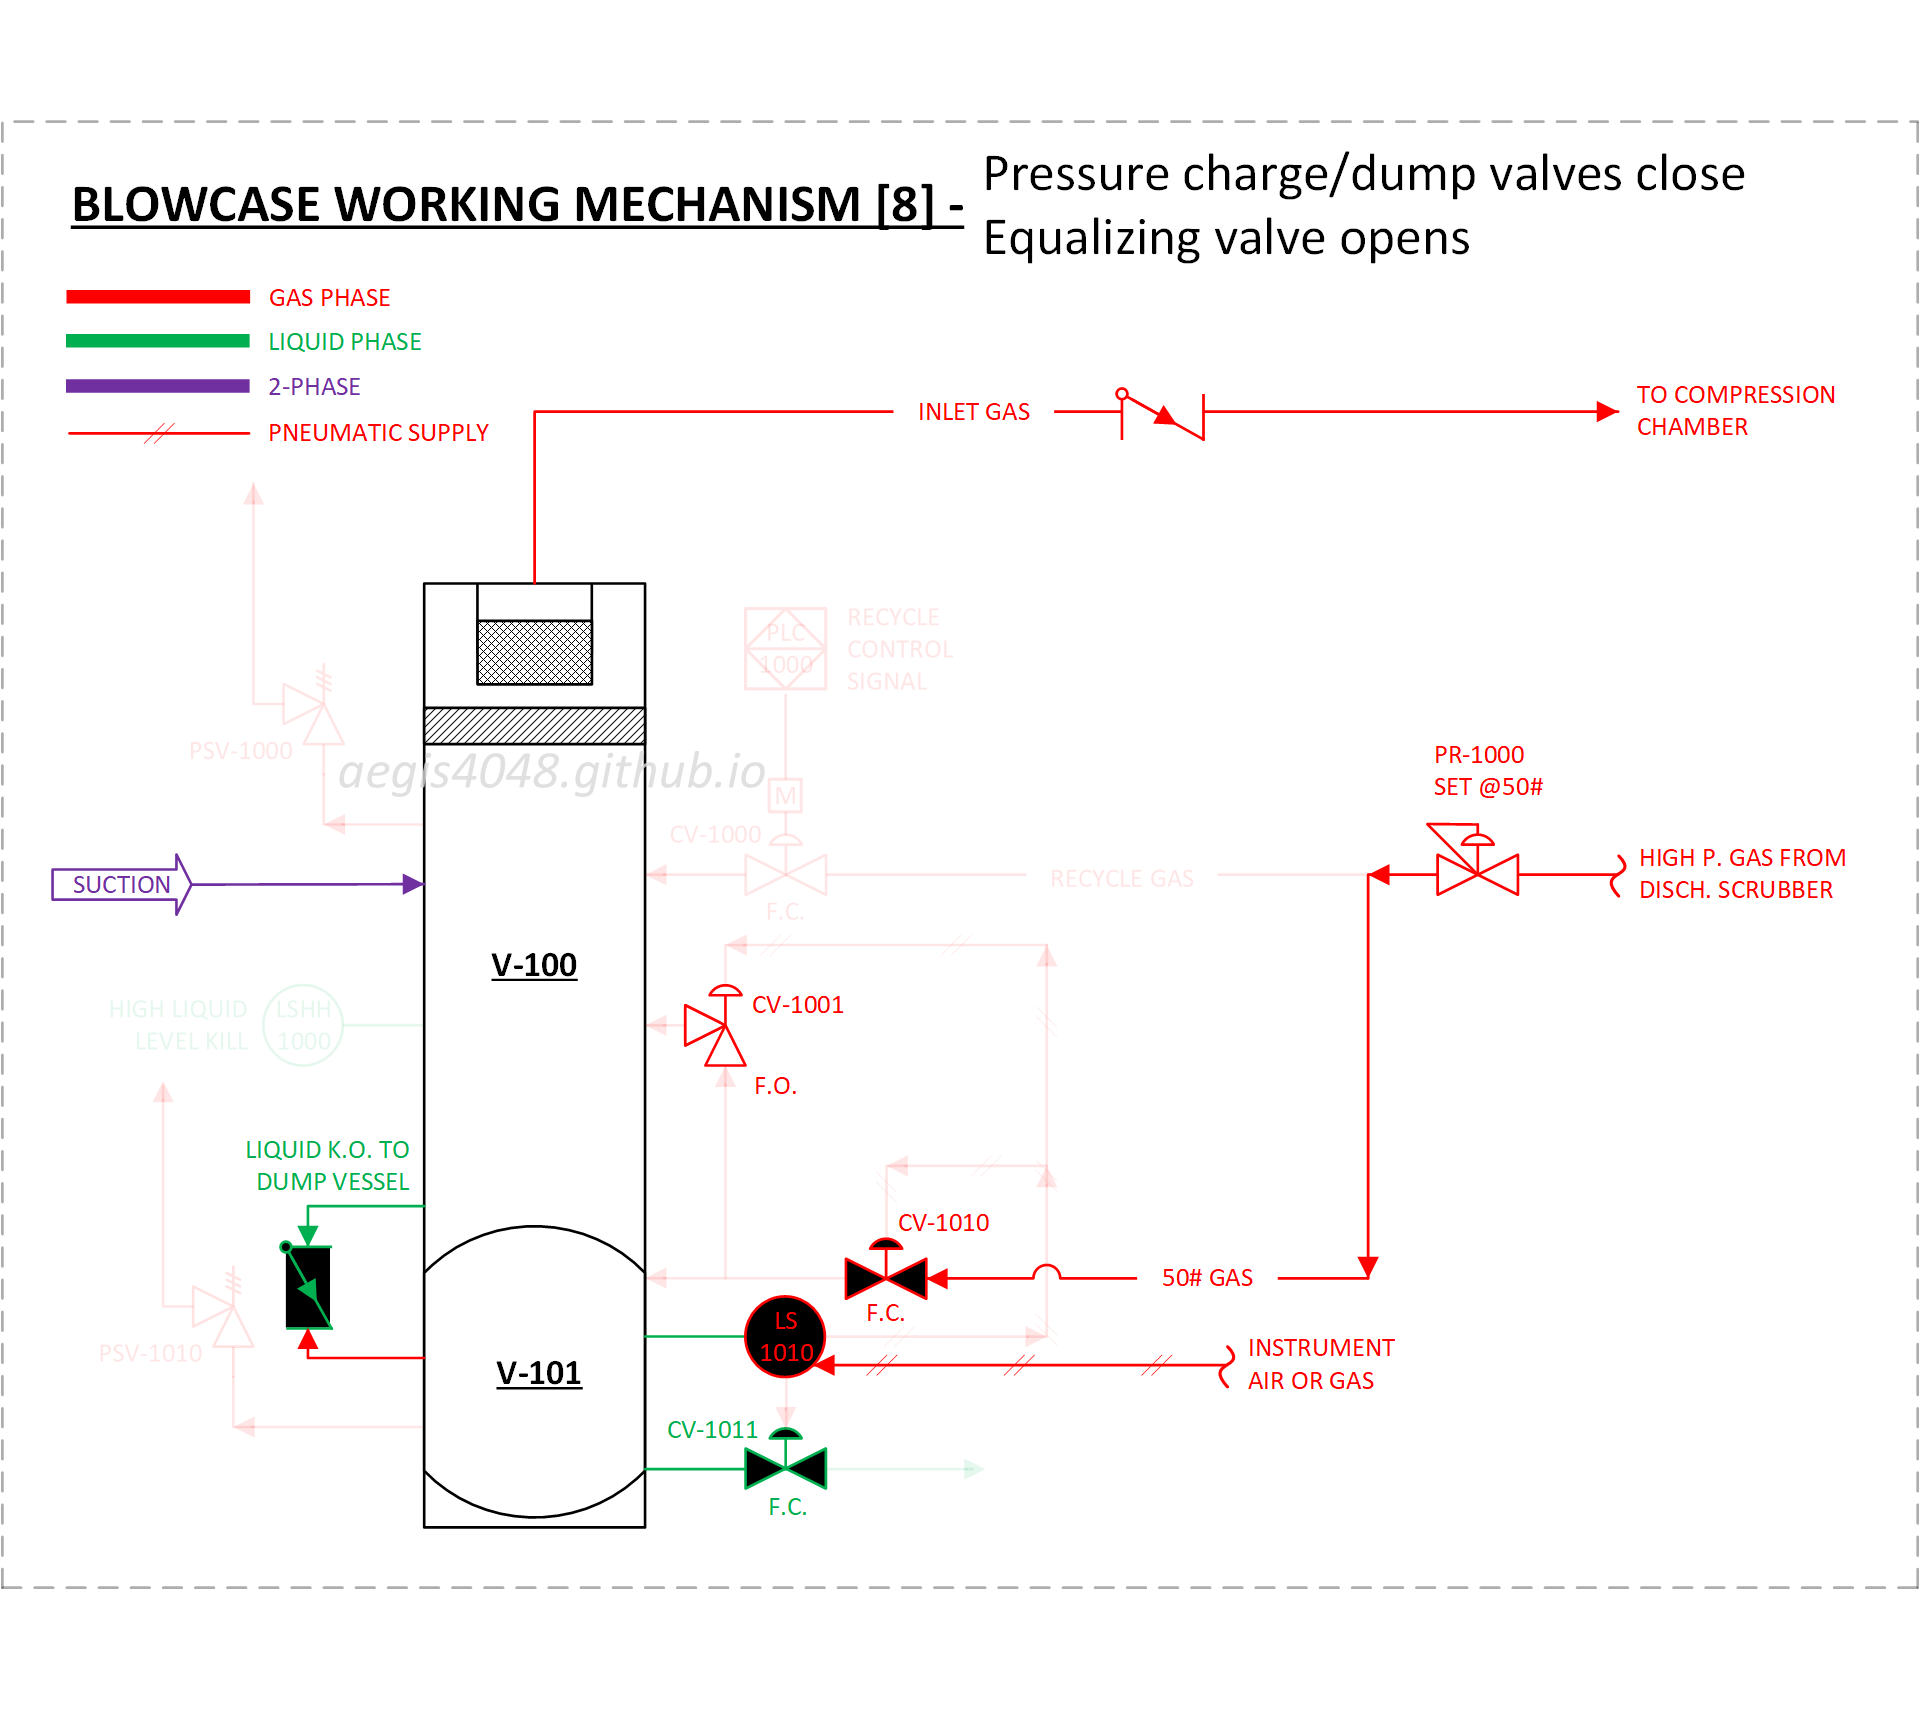 BLOWCASE WORKING MECHANISM [8] -
Pressure charge/dump valves close
Equalizing valve opens
GAS PHASE
LIQUID PHASE
2-PHASE
PNEUMATIC SUPPLY
INLET GAS
TO COMPRESSION
CHAMBER
PLC
1000
RECYCLE
CONTROL
SIGNAL
PSV-1000
aegis4048.github.io
M
CV-1000
F.C.
RECYCLE GAS
PR-1000
SET @50#
HIGH P. GAS FROM
DISCH. SCRUBBER
SUCTION
V-100
HIGH LIQUID
LEVEL KILL
LSHH
1000
CV-1001
F.O.
LIQUID K.O. TO
DUMP VESSEL
CV-1010
F.C.
50# GAS
PSV-1010
V-101
LS
1010
INSTRUMENT
AIR OR GAS
CV-1011
F.C.